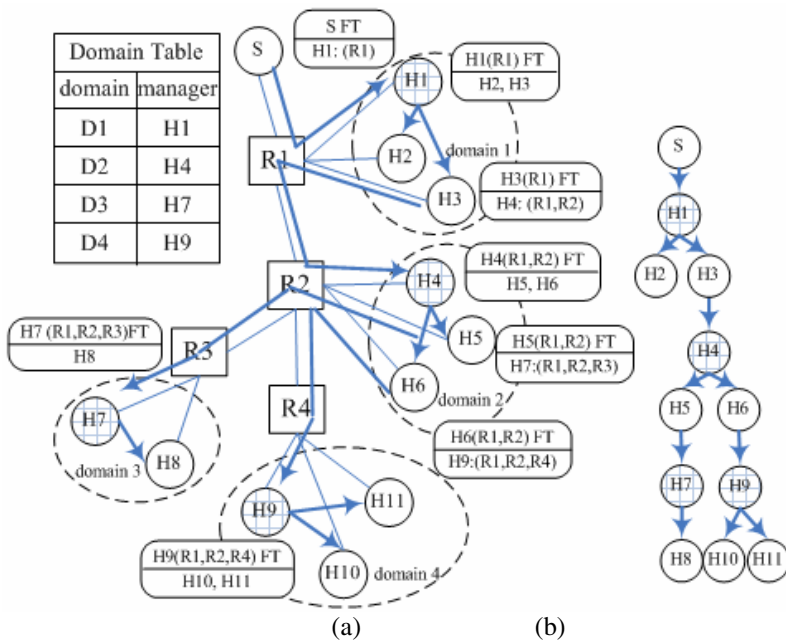 Domain Table
domain manager
D1 H1
D2 H4
D3 H7
D4 H9
S
S FT
H1: (R1)
H1
H1(R1) FT
H2, H3
R1
H2
domain 1
H3
H3(R1) FT
H4: (R1,R2)
R2
H4
H4(R1,R2) FT
H5, H6
H5
H5(R1,R2) FT
H7:(R1,R2,R3)
H6
domain 2
H6(R1,R2) FT
H9:(R1,R2,R4)
H7 (R1,R2,R3)FT
H8
R3
R4
H7
H8
domain 3
H9
H11
H10
domain 4
H9(R1,R2,R4) FT
H10, H11
S
H1
H2 H3
H4
H5 H6
H7 H9
H8 H10 H11
(a) (b)